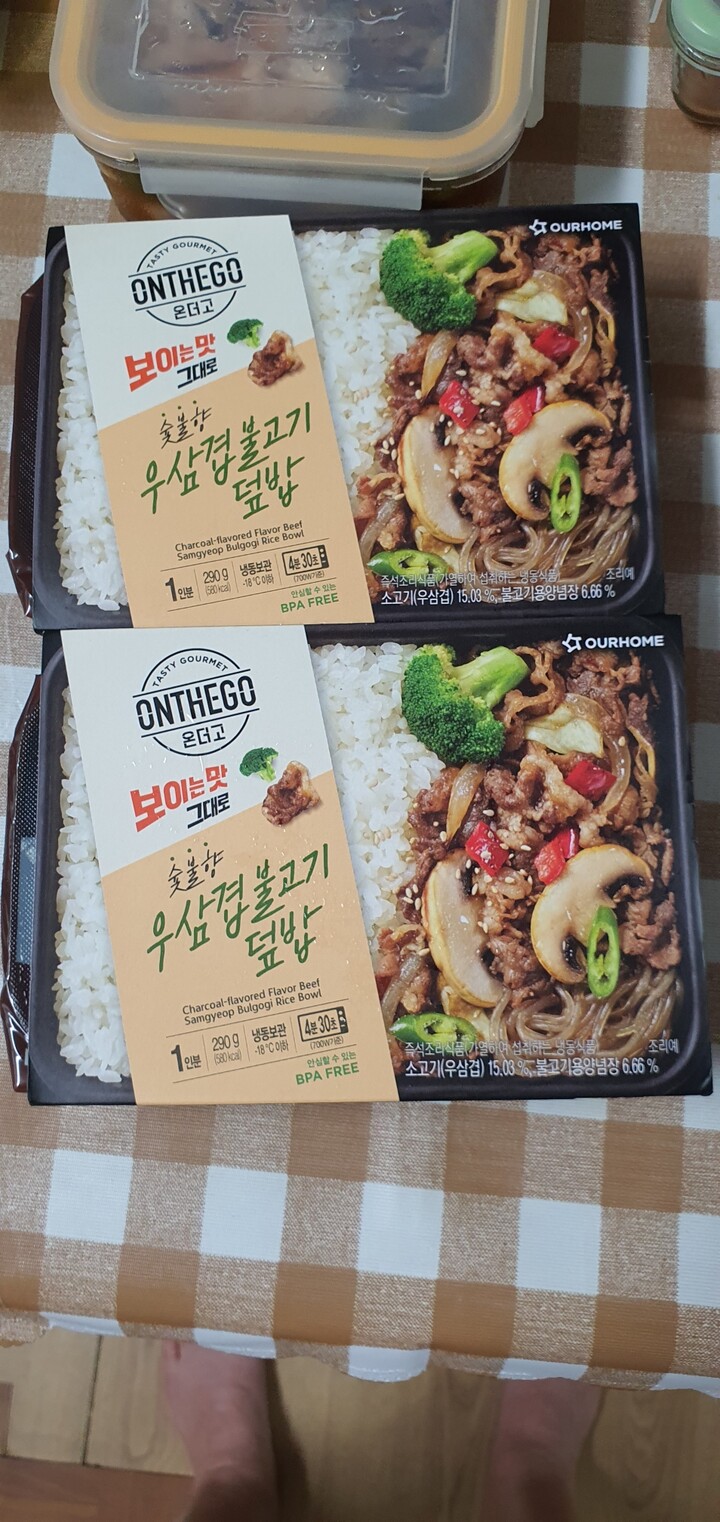 OURHOME
TASTY GOURMET
ONTHEGO
온더고
보이는 맛
그대로
숯불향
우삼겹불고기
덮밥
Charcoal-flavored Flavor Beef
Samgyeop Bulgogi Rice Bowl
1인분
290 g
(580 kcal)
냉동보관
-18 ℃ 이하
4분 30초
(700W기준)
안심할 수 있는
BPA FREE
즉석조리식품(가열하여 섭취하는 냉동식품)
조리예
소고기(우삼겹) 15.03 %, 불고기용양념장 6.66 %
OURHOME
TASTY GOURMET
ONTHEGO
온더고
보이는 맛
그대로
숯불향
우삼겹불고기
덮밥
Charcoal-flavored Flavor Beef
Samgyeop Bulgogi Rice Bowl
1인분
290 g
(580 kcal)
냉동보관
-18 ℃ 이하
4분 30초
(700W기준)
안심할 수 있는
BPA FREE
즉석조리식품(가열하여 섭취하는 냉동식품)
조리예
소고기(우삼겹) 15.03 %, 불고기용양념장 6.66 %